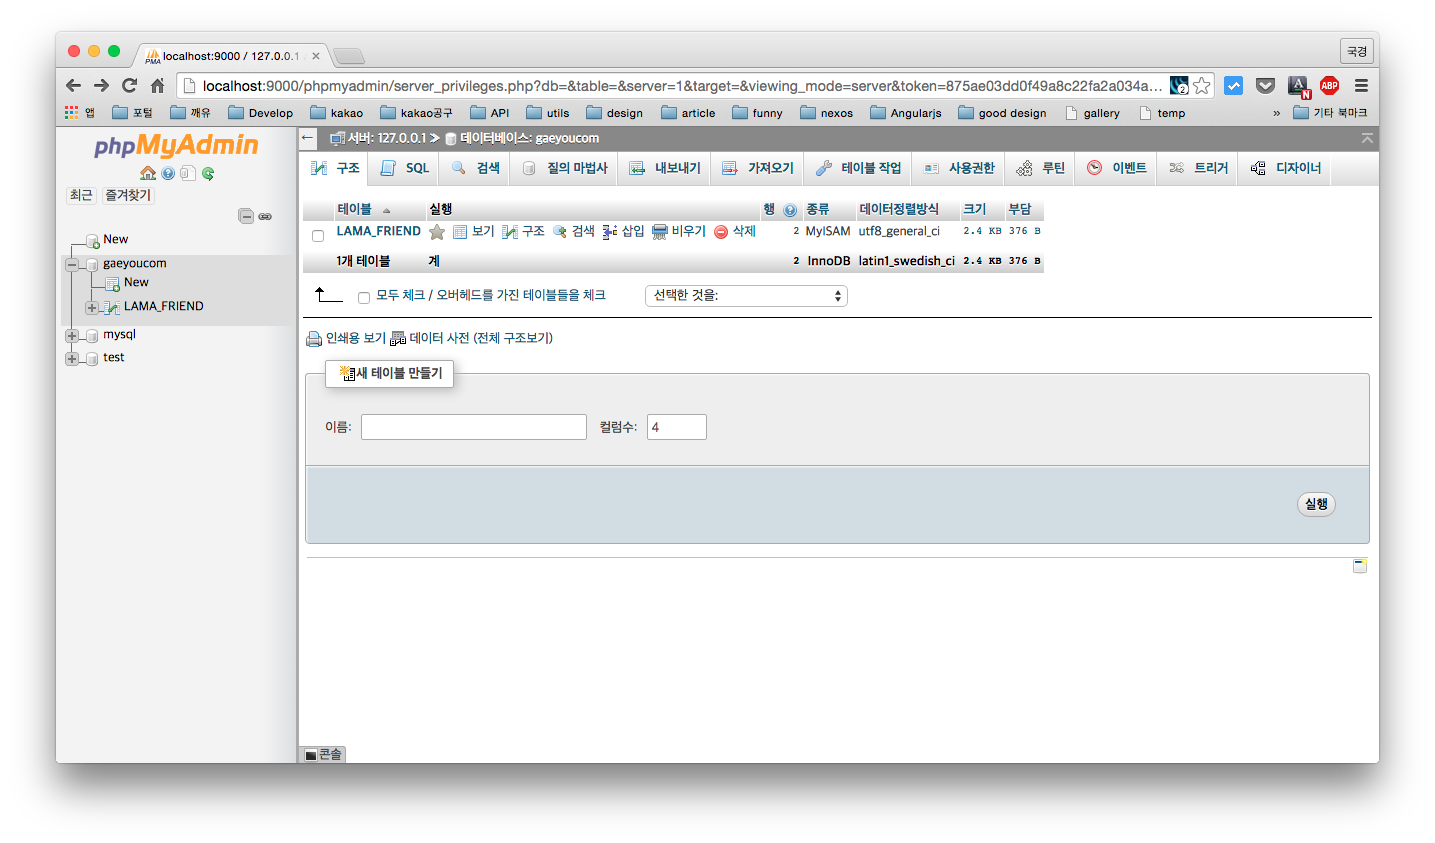 localhost:9000 / 127.0.0.1
국경
localhost:9000/phpmyadmin/server_privileges.php?db=&table=&server=1&target=&viewing_mode=server&token=875ae03dd0f49a8c22fa2a034a...
2
N
ABP
앱 포털 깨유 Develop kakao kakao공구 API utils design article funny nexos Angularjs good design gallery temp » 기타 북마크
phpMyAdmin
최근 즐겨찾기
New
gaeyoucom
New
LAMA_FRIEND
mysql
test
서버: 127.0.0.1 » 데이터베이스: gaeyoucom
구조 SQL 검색 질의 마법사 내보내기 가져오기 테이블 작업 사용권한 루틴 이벤트 트리거 디자이너
테이블 실행 행 종류 데이터정렬방식 크기 부담
LAMA_FRIEND 보기 구조 검색 삽입 비우기 삭제 2 MyISAM utf8_general_ci 2.4 KB 376 B
1개 테이블 계 2 InnoDB latin1_swedish_ci 2.4 KB 376 B
모두 체크 / 오버헤드를 가진 테이블들을 체크 선택한 것을:
인쇄용 보기 데이터 사전 (전체 구조보기)
새 테이블 만들기
이름: 컬럼수: 4
실행
콘솔